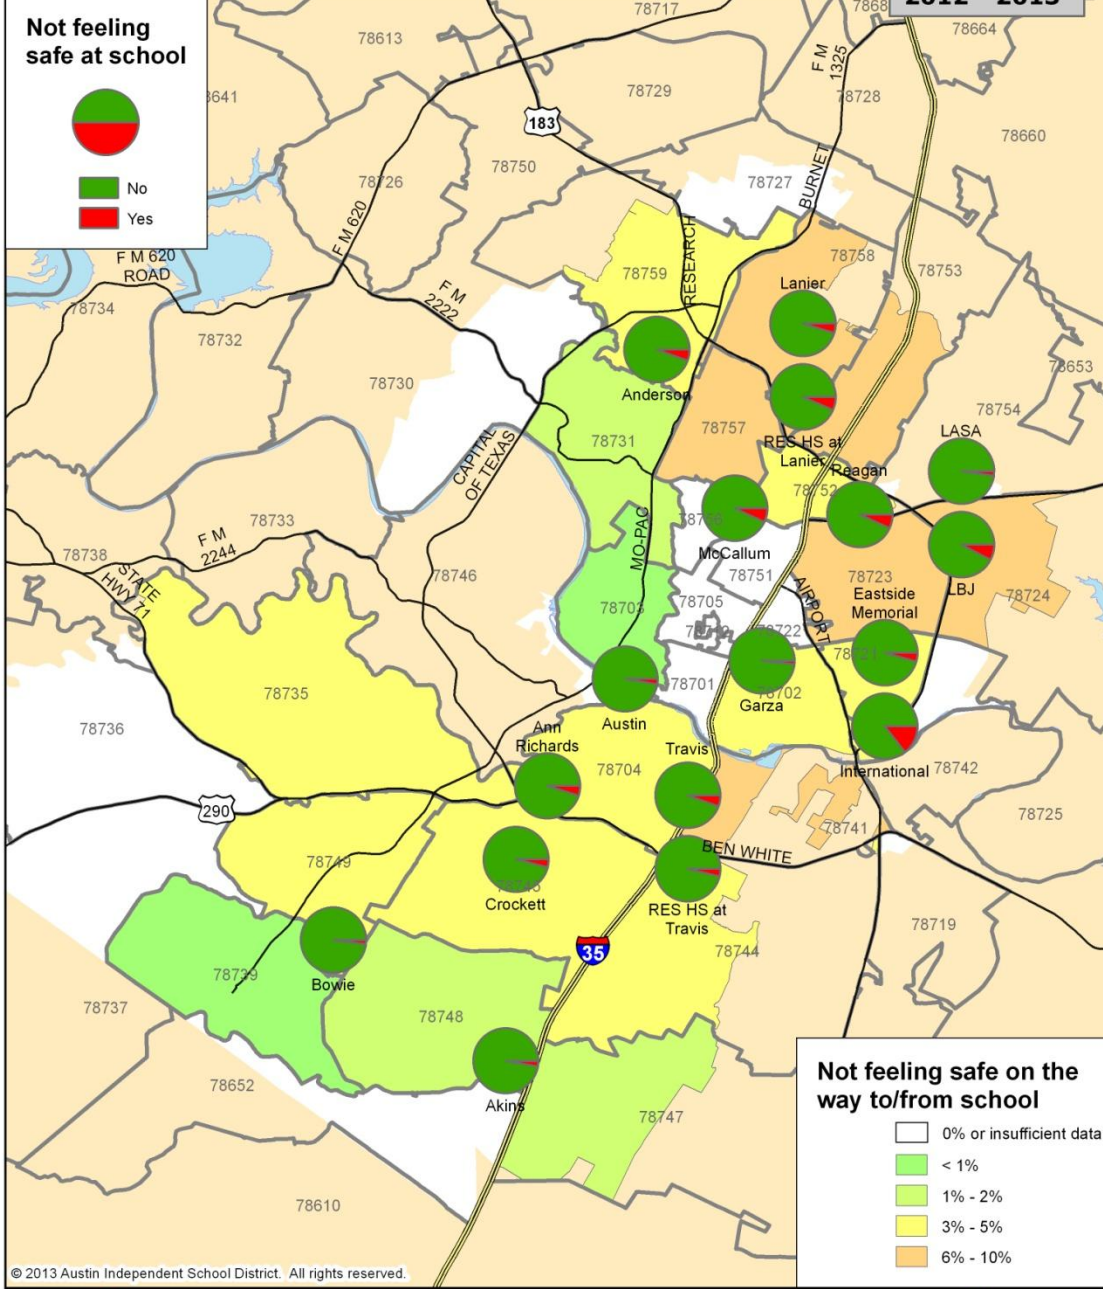 2012 - 2013
Not feeling
safe at school
No
Yes
78717
78664
78613
F M
1325
78729
78728
183
78660
78750
78727
BURNET
78726
F M 620
RESEARCH
78758
F M 620
ROAD
78759
78753
Lanier
78734
F M
2222
78732
78653
78730
Anderson
78754
78757
LASA
CAPITAL
OF TEXAS
78731
RES HS at
Lanier
Reagan
78752
78733
F M
2244
MO-PAC
McCallum
78738
STATE
HWY 71
78746
78751
AIRPORT
78723
LBJ
78724
Eastside
Memorial
78703
78705
78722
78721
78735
78701
78702
Garza
Austin
78736
Ann
Richards
Travis
International
78704
78742
290
78725
78741
BEN WHITE
78749
78745
Crockett
RES HS at
Travis
78719
35
78744
78739
Bowie
78737
78748
78652
Akins
78747
78610
Not feeling safe on the
way to/from school
0% or insufficient data
< 1%
1% - 2%
3% - 5%
6% - 10%
© 2013 Austin Independent School District. All rights reserved.